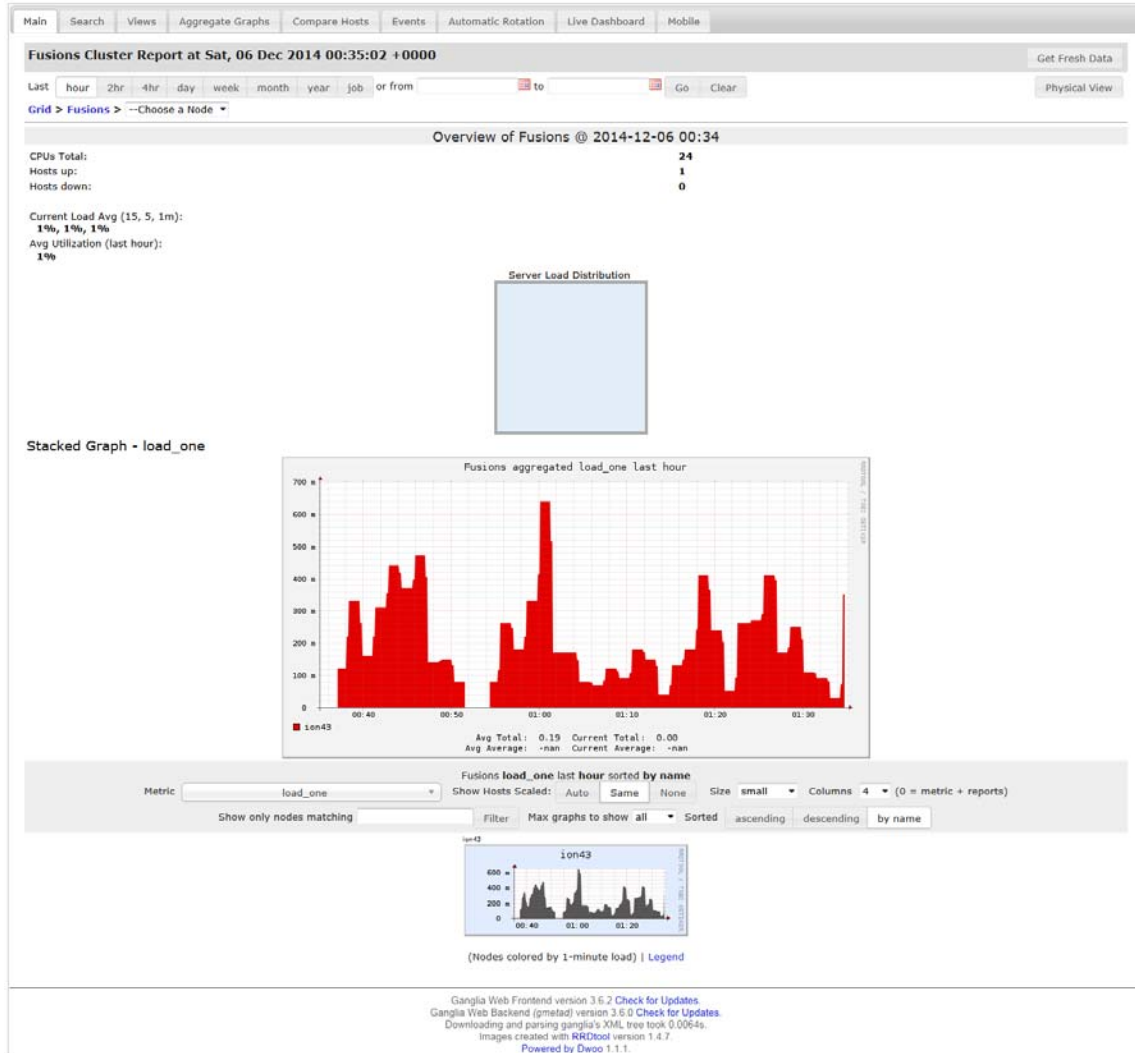 Main Search Views Aggregate Graphs Compare Hosts Events Automatic Rotation Live Dashboard Mobile
Fusions Cluster Report at Sat, 06 Dec 2014 00:35:02 +0000 Get Fresh Data
Last hour 2hr 4hr day week month year job or from to Go Clear Physical View
Grid > Fusions > --Choose a Node
Overview of Fusions @ 2014-12-06 00:34
CPUs Total: 24
Hosts up: 1
Hosts down: 0
Current Load Avg (15, 5, 1m):
1%, 1%, 1%
Avg Utilization (last hour):
1%
Server Load Distribution
Stacked Graph - load_one
Fusions aggregated load_one last hour
700 m
600 m
500 m
400 m
300 m
200 m
100 m
0
00:40 00:50 01:00 01:10 01:20 01:30
ion43
Avg Total: 0.19 Current Total: 0.00
Avg Average: -nan Current Average: -nan
RRDTOOL / TOBI OETIKER
Fusions load_one last hour sorted by name
Metric load_one Show Hosts Scaled: Auto Same None Size small Columns 4 (0 = metric + reports)
Show only nodes matching Filter Max graphs to show all Sorted ascending descending by name
ion43
ion43
600 m
400 m
200 m
0
00:40 01:00 01:20
RRDTOOL / TOBI OETIKER
(Nodes colored by 1-minute load) | Legend
Ganglia Web Frontend version 3.6.2 Check for Updates.
Ganglia Web Backend (gmetad) version 3.6.0 Check for Updates.
Downloading and parsing ganglia's XML tree took 0.0064s.
Images created with RRDtool version 1.4.7.
Powered by Dwoo 1.1.1.